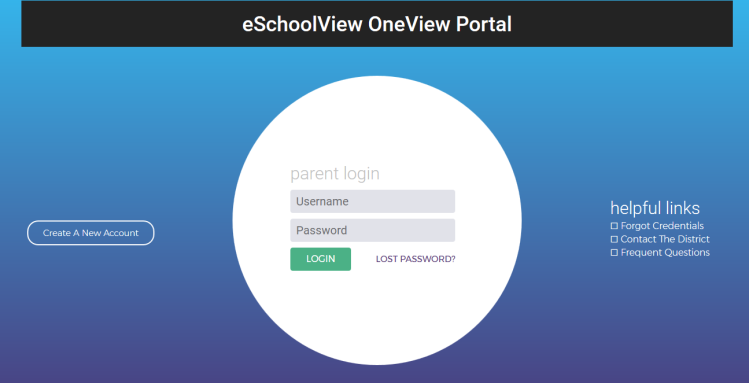 eSchoolView OneView Portal
parent login
Username
Password
LOGIN
LOST PASSWORD?
Create A New Account
helpful links
Forgot Credentials
Contact The District
Frequent Questions